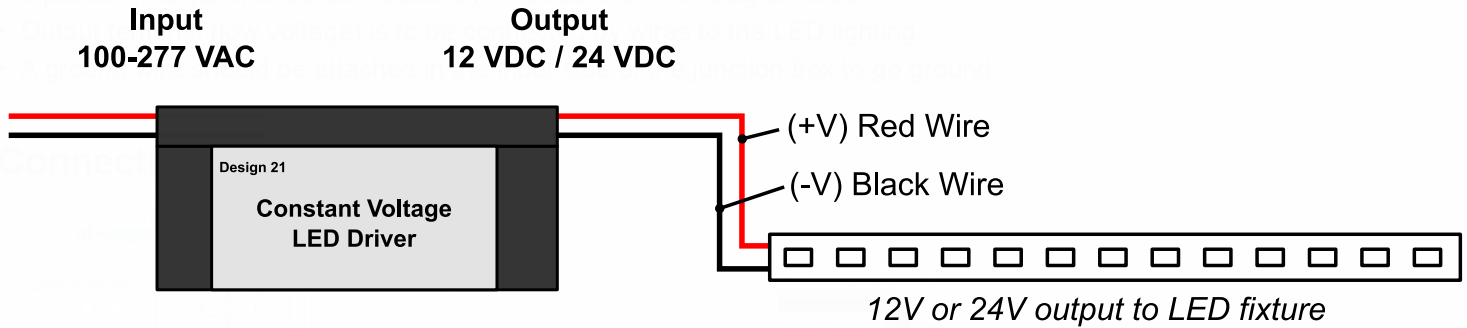 Input
100-277 VAC
Output
12 VDC / 24 VDC
(+V) Red Wire
(-V) Black Wire
Design 21
Constant Voltage
LED Driver
12V or 24V output to LED fixture